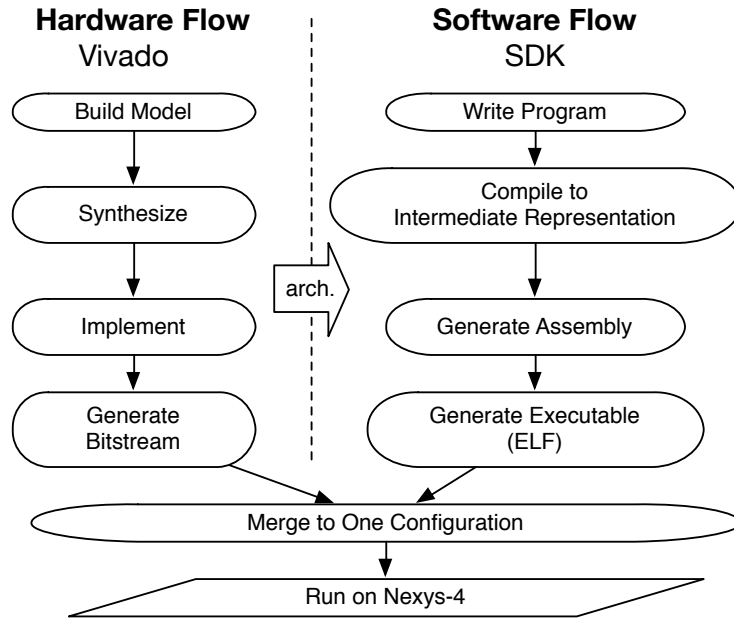 Hardware Flow
Vivado
Build Model
Synthesize
Implement
Generate
Bitstream
arch.
Software Flow
SDK
Write Program
Compile to
Intermediate Representation
Generate Assembly
Generate Executable
(ELF)
Merge to One Configuration
Run on Nexys-4